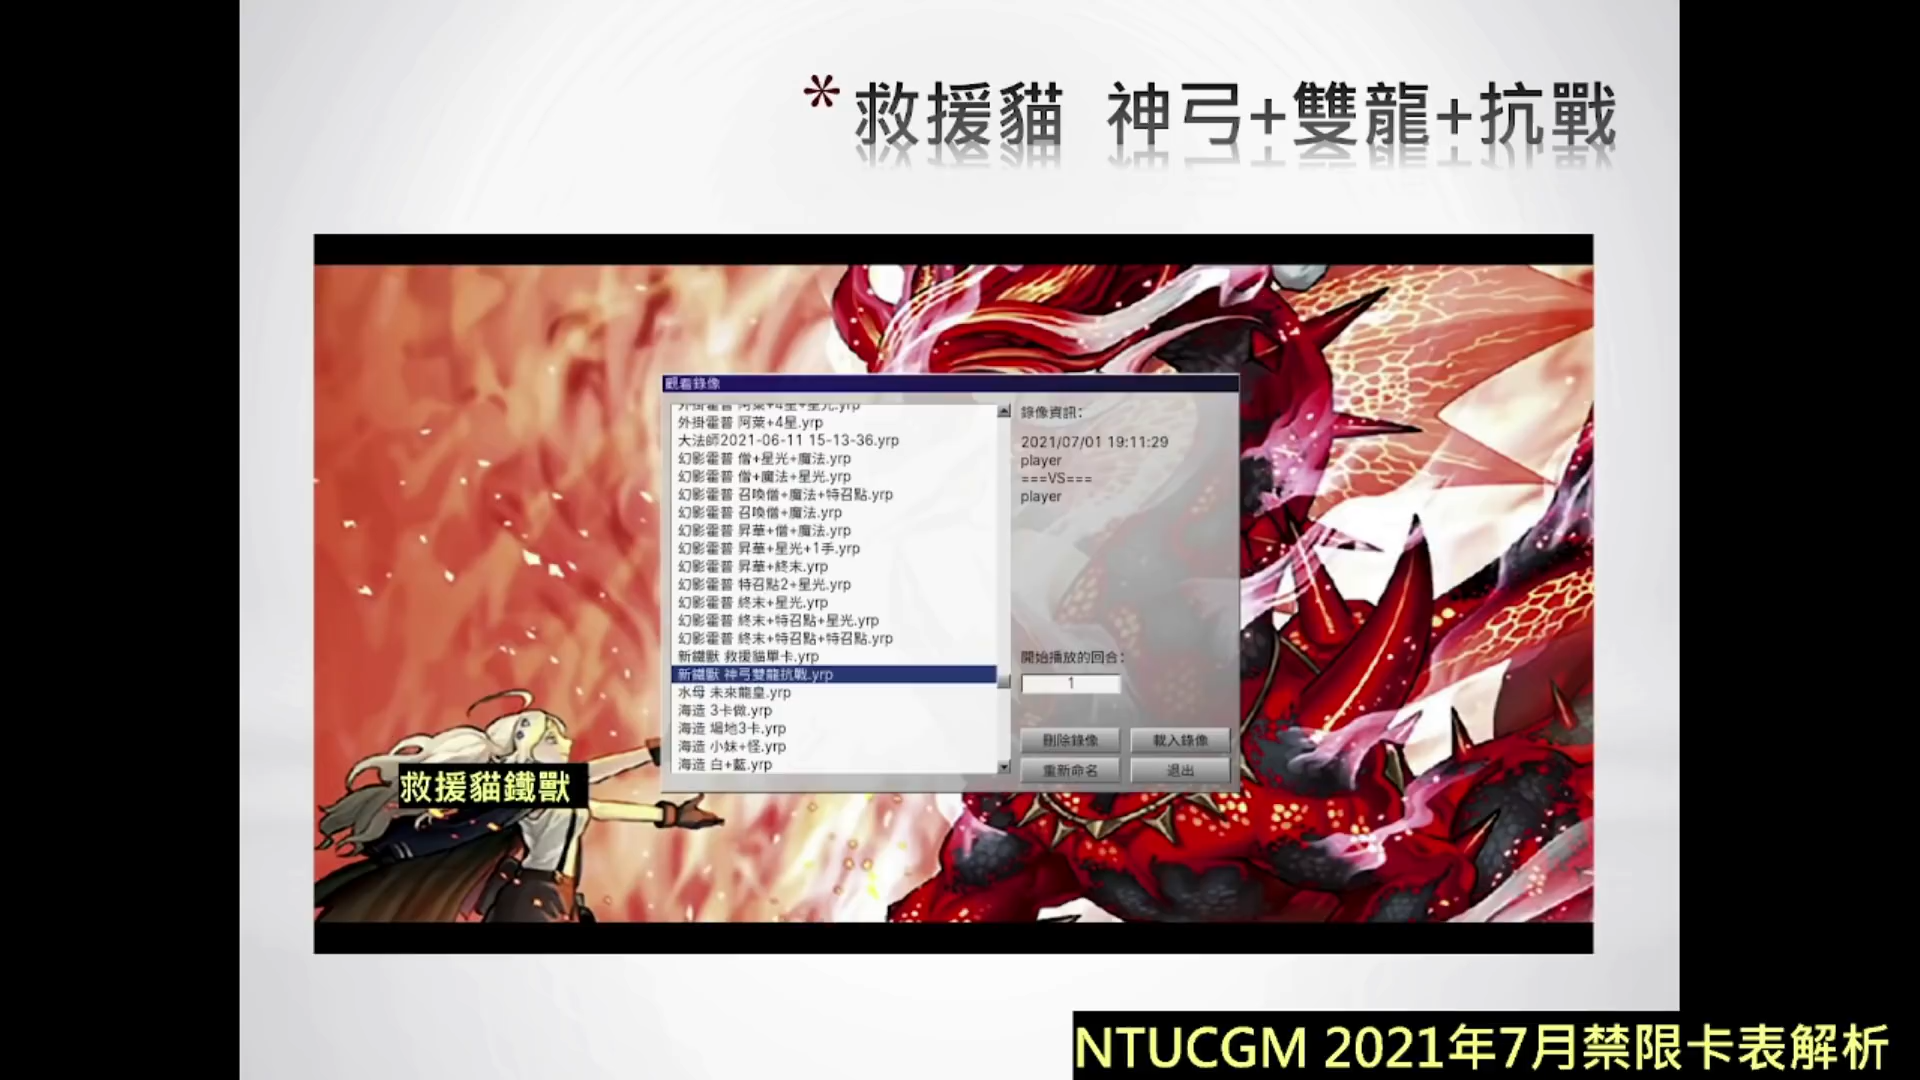 *救援貓 神弓+雙龍+抗戰
觀看錄像
外掛霍普 阿萊+4星+星光.yrp
外掛霍普 阿萊+4星.yrp
大法師2021-06-11 15-13-36.yrp
幻影霍普 僧+星光+魔法.yrp
幻影霍普 僧+魔法+星光.yrp
幻影霍普 召喚僧+魔法+特召點.yrp
幻影霍普 召喚僧+魔法.yrp
幻影霍普 昇華+僧+魔法.yrp
幻影霍普 昇華+星光+1手.yrp
幻影霍普 昇華+終末.yrp
幻影霍普 特召點2+星光.yrp
幻影霍普 終末+星光.yrp
幻影霍普 終末+特召點+星光.yrp
幻影霍普 終末+特召點+特召點.yrp
新鐵獸 救援貓單卡.yrp
新鐵獸 神弓雙龍抗戰.yrp
水母 未來龍皇.yrp
海造 3卡做.yrp
海造 場地3卡.yrp
海造 小妹+怪.yrp
海造 白+藍.yrp
錄像資訊:
2021/07/01 19:11:29
player
===VS===
player
開始播放的回合:
1
刪除錄像
載入錄像
重新命名
退出
救援貓鐵獸
NTUCGM 2021年7月禁限卡表解析